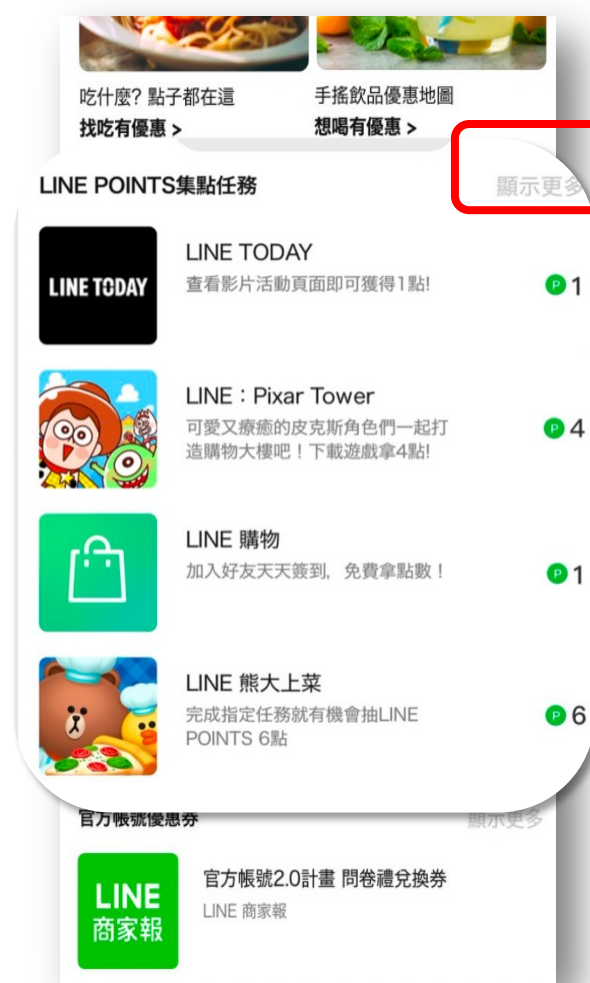 吃什麼? 點子都在這
手搖飲品優惠地圖
找吃有優惠 >
想喝有優惠 >
LINE POINTS集點任務
顯示更多
LINE TODAY
LINE TODAY
查看影片活動頁面即可獲得1點!
P 1
LINE：Pixar Tower
可愛又療癒的皮克斯角色們一起打
造購物大樓吧！下載遊戲拿4點!
P 4
LINE 購物
加入好友天天簽到, 免費拿點數！
P 1
LINE 熊大上菜
完成指定任務就有機會抽LINE
POINTS 6點
P 6
官方帳號優惠券
顯示更多
LINE
商家報
官方帳號2.0計畫 問卷禮兌換券
LINE 商家報